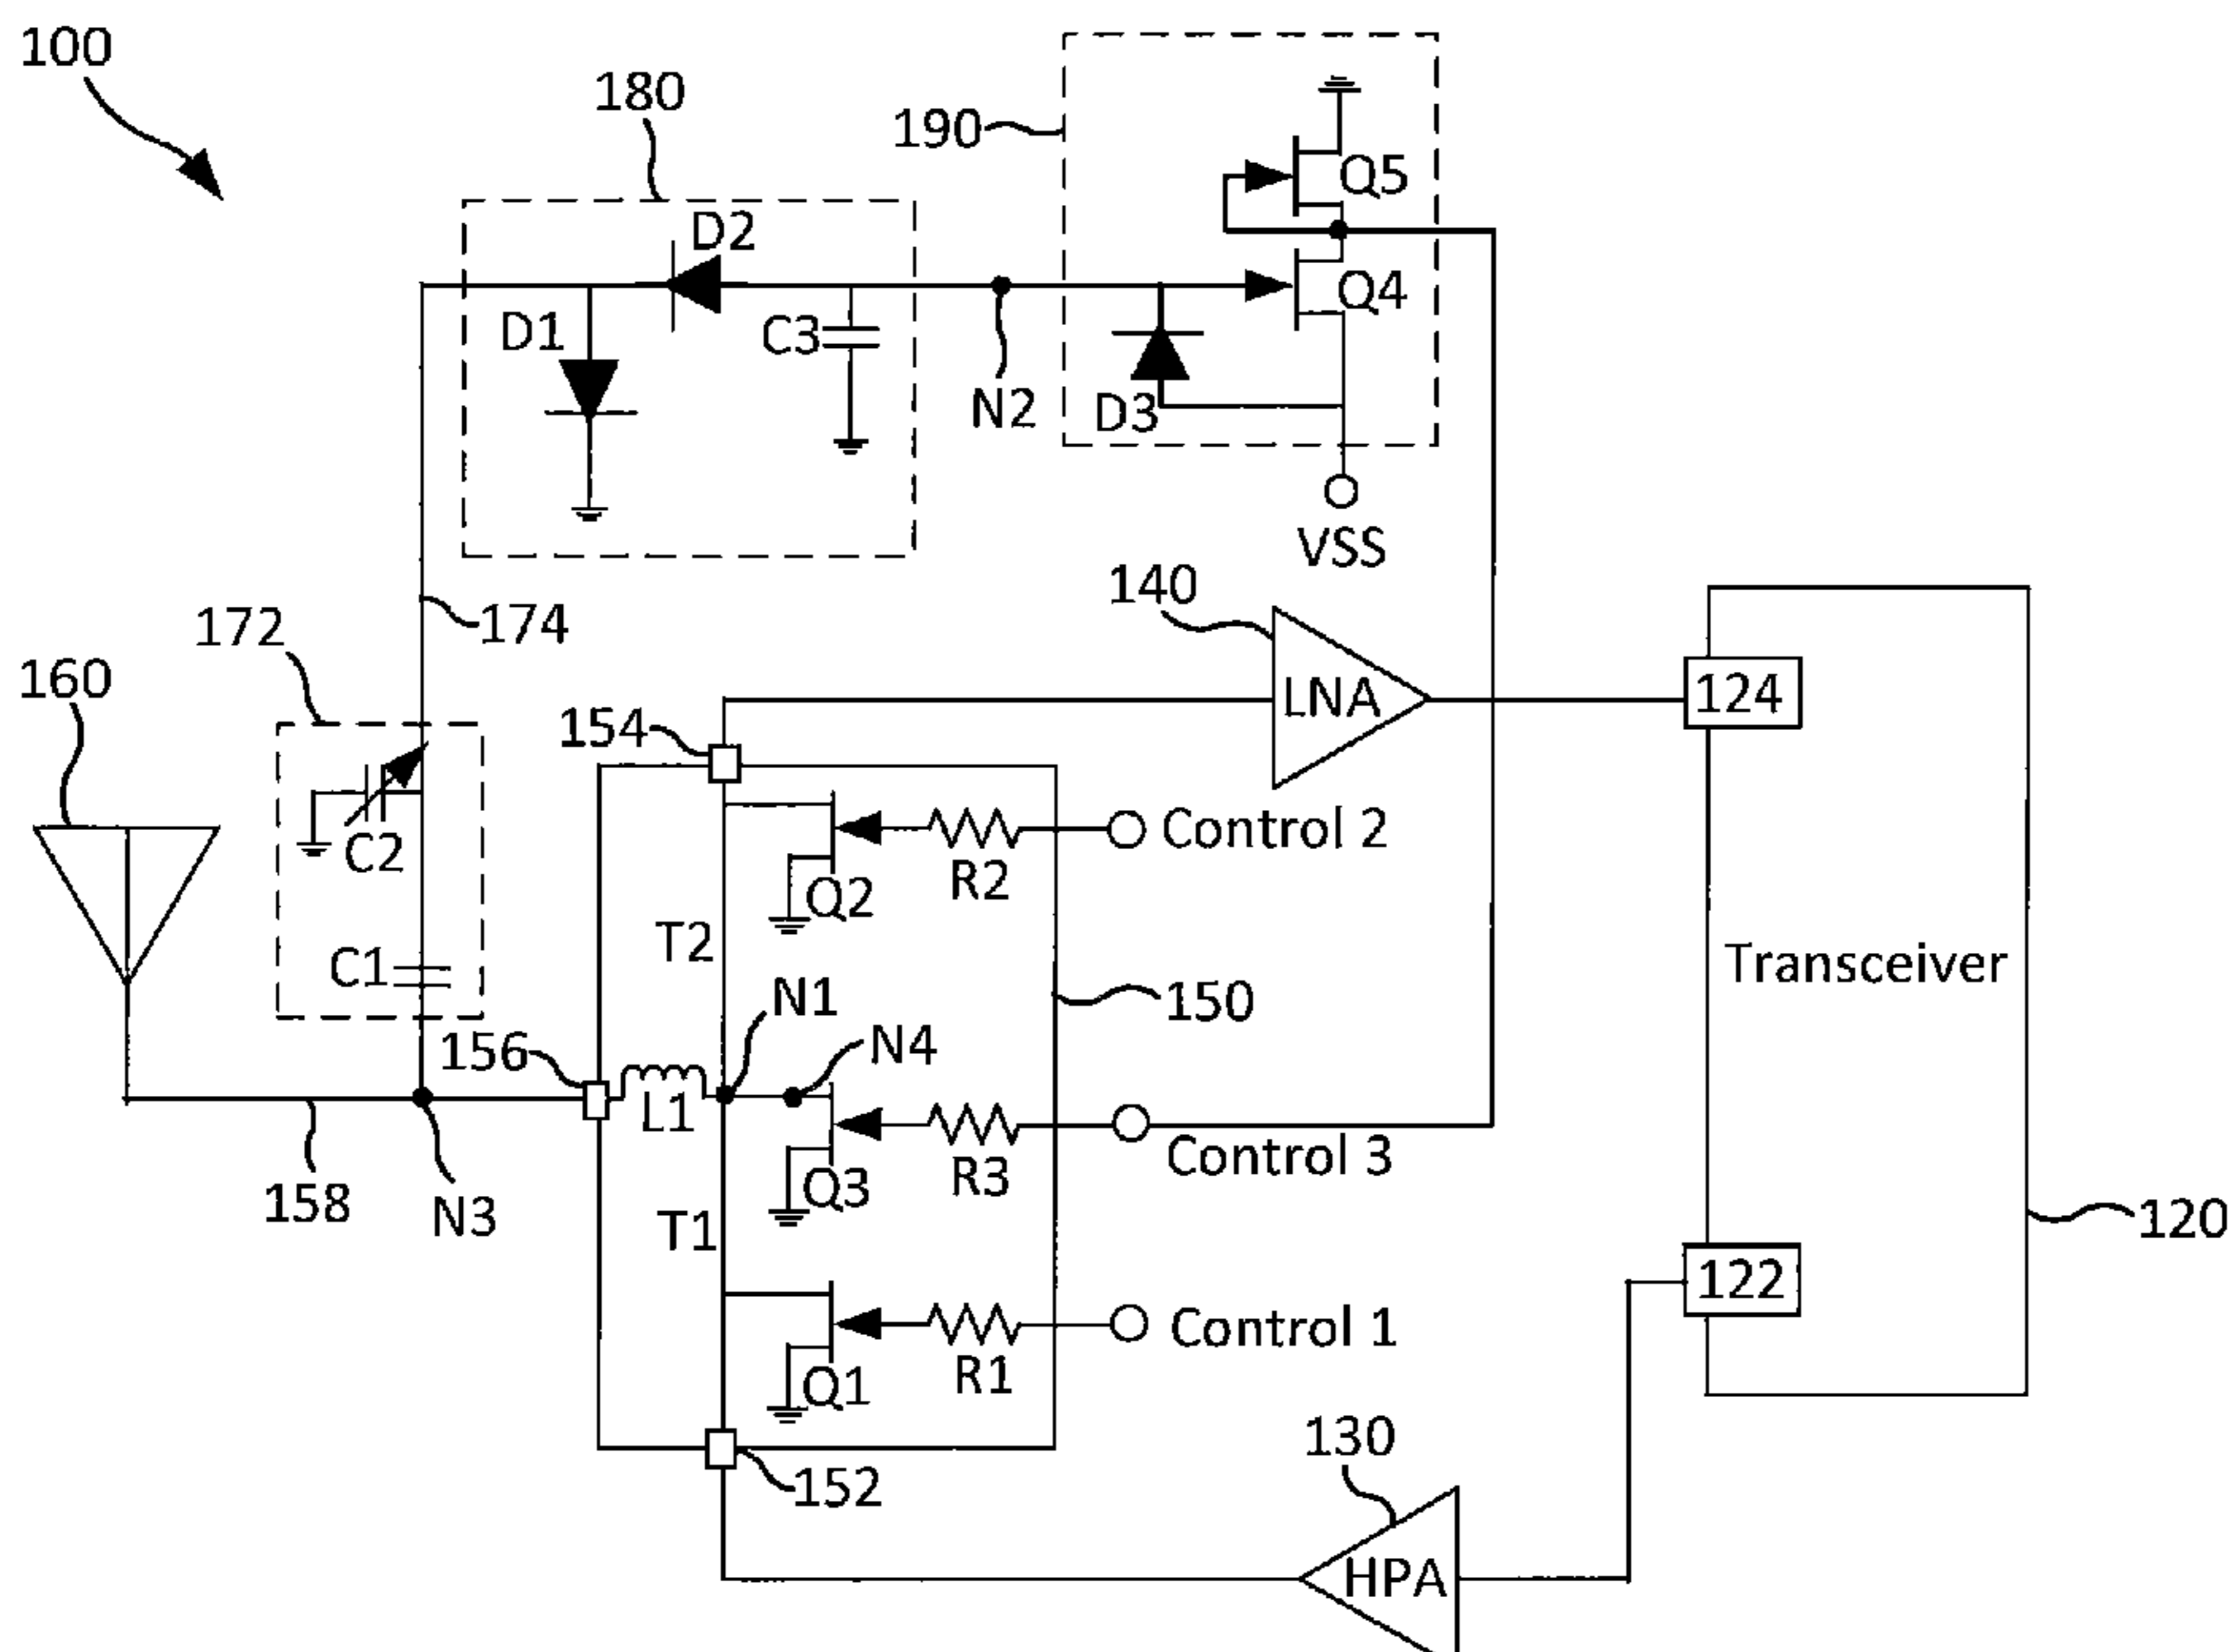 100
180
190
Q5
D2
Q4
D1
C3
N2
D3
VSS
140
172
174
160
LNA
124
154
Control 2
C2
R2
Q2
T2
Transceiver
C1
N1
150
156
N4
L1
Control 3
R3
Q3
158
N3
T1
120
122
Control 1
R1
Q1
130
152
HPA